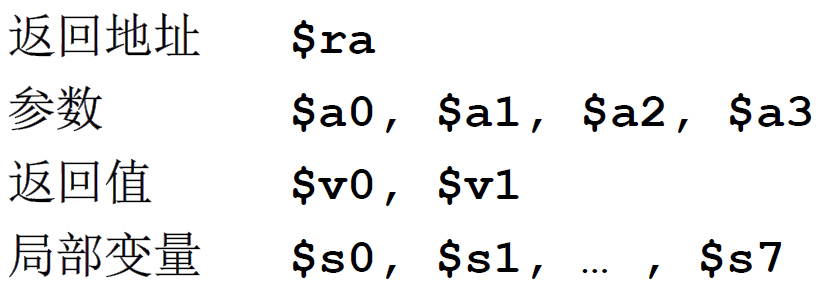 返回地址 $ra
参数 $a0, $a1, $a2, $a3
返回值 $v0, $v1
局部变量 $s0, $s1, … , $s7